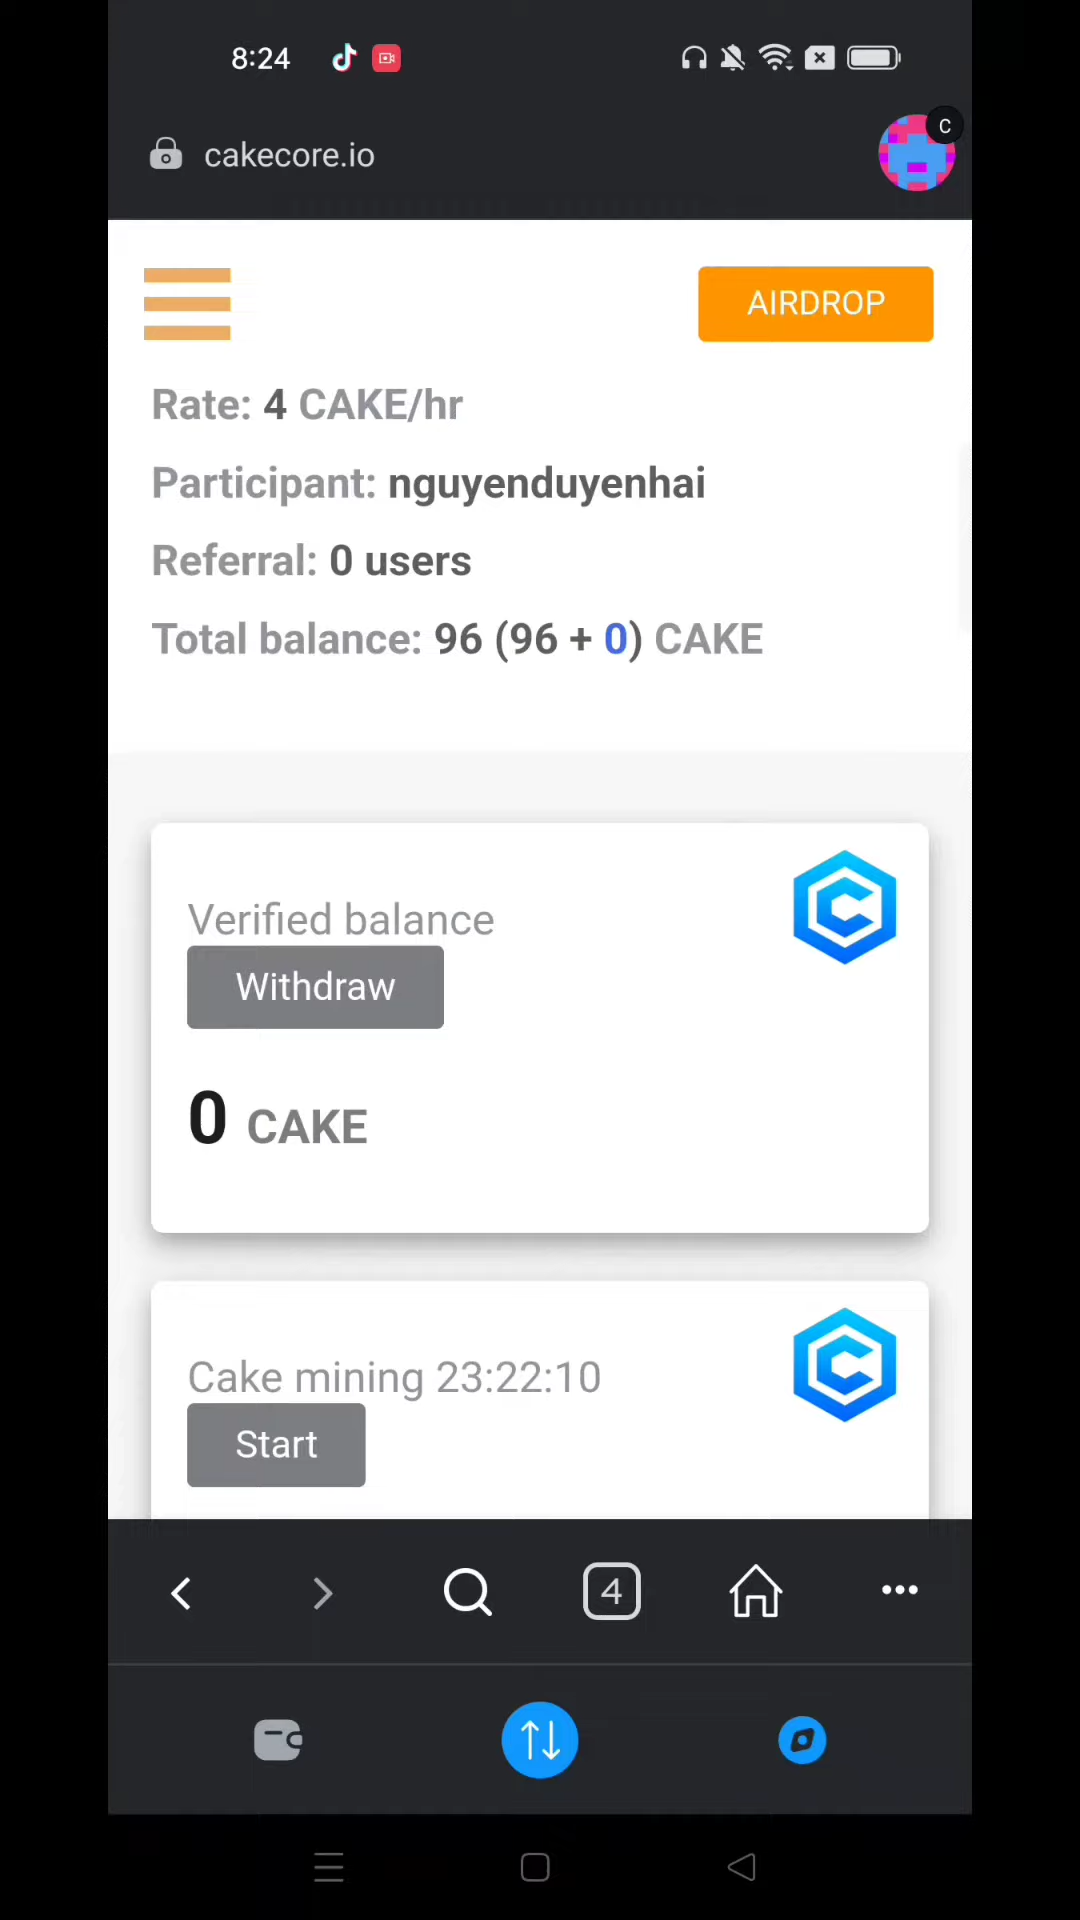 8:24
cakecore.io
C
AIRDROP
Rate: 4 CAKE/hr
Participant: nguyenduyenhai
Referral: 0 users
Total balance: 96 (96 + 0) CAKE
Verified balance
Withdraw
0 CAKE
Cake mining 23:22:10
Start
4